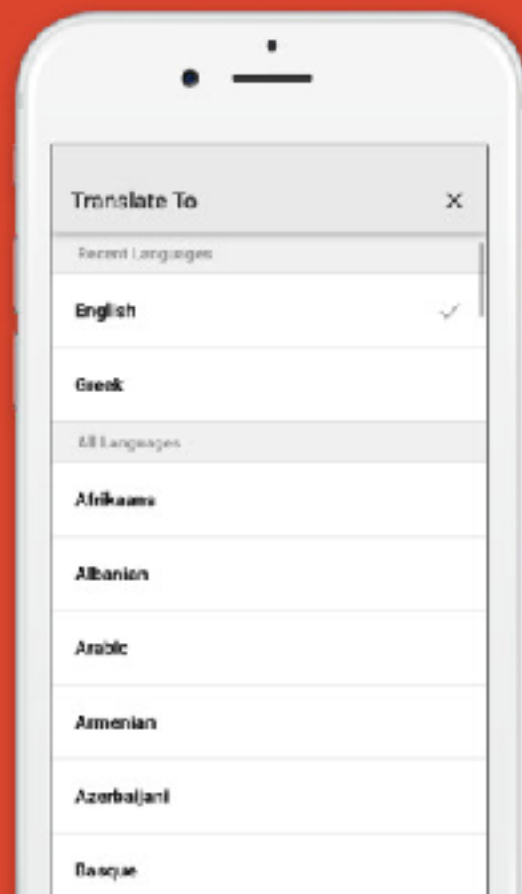 Translate To
Recent Languages
English
Greek
All Languages
Afrikaans
Albanian
Arabic
Armenian
Azerbaijani
Basque